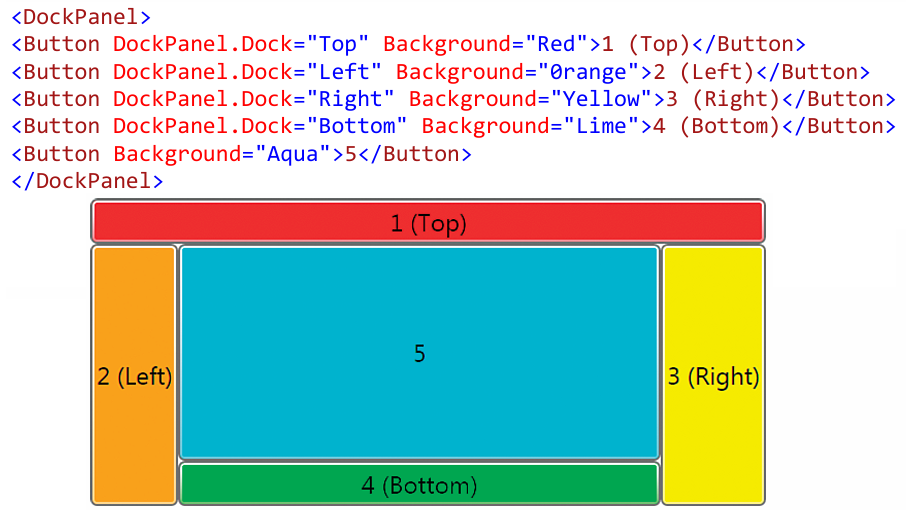 <DockPanel>
<Button DockPanel.Dock="Top" Background="Red">1 (Top)</Button>
<Button DockPanel.Dock="Left" Background="0range">2 (Left)</Button>
<Button DockPanel.Dock="Right" Background="Yellow">3 (Right)</Button>
<Button DockPanel.Dock="Bottom" Background="Lime">4 (Bottom)</Button>
<Button Background="Aqua">5</Button>
</DockPanel>
1 (Top)
5
2 (Left)
3 (Right)
4 (Bottom)